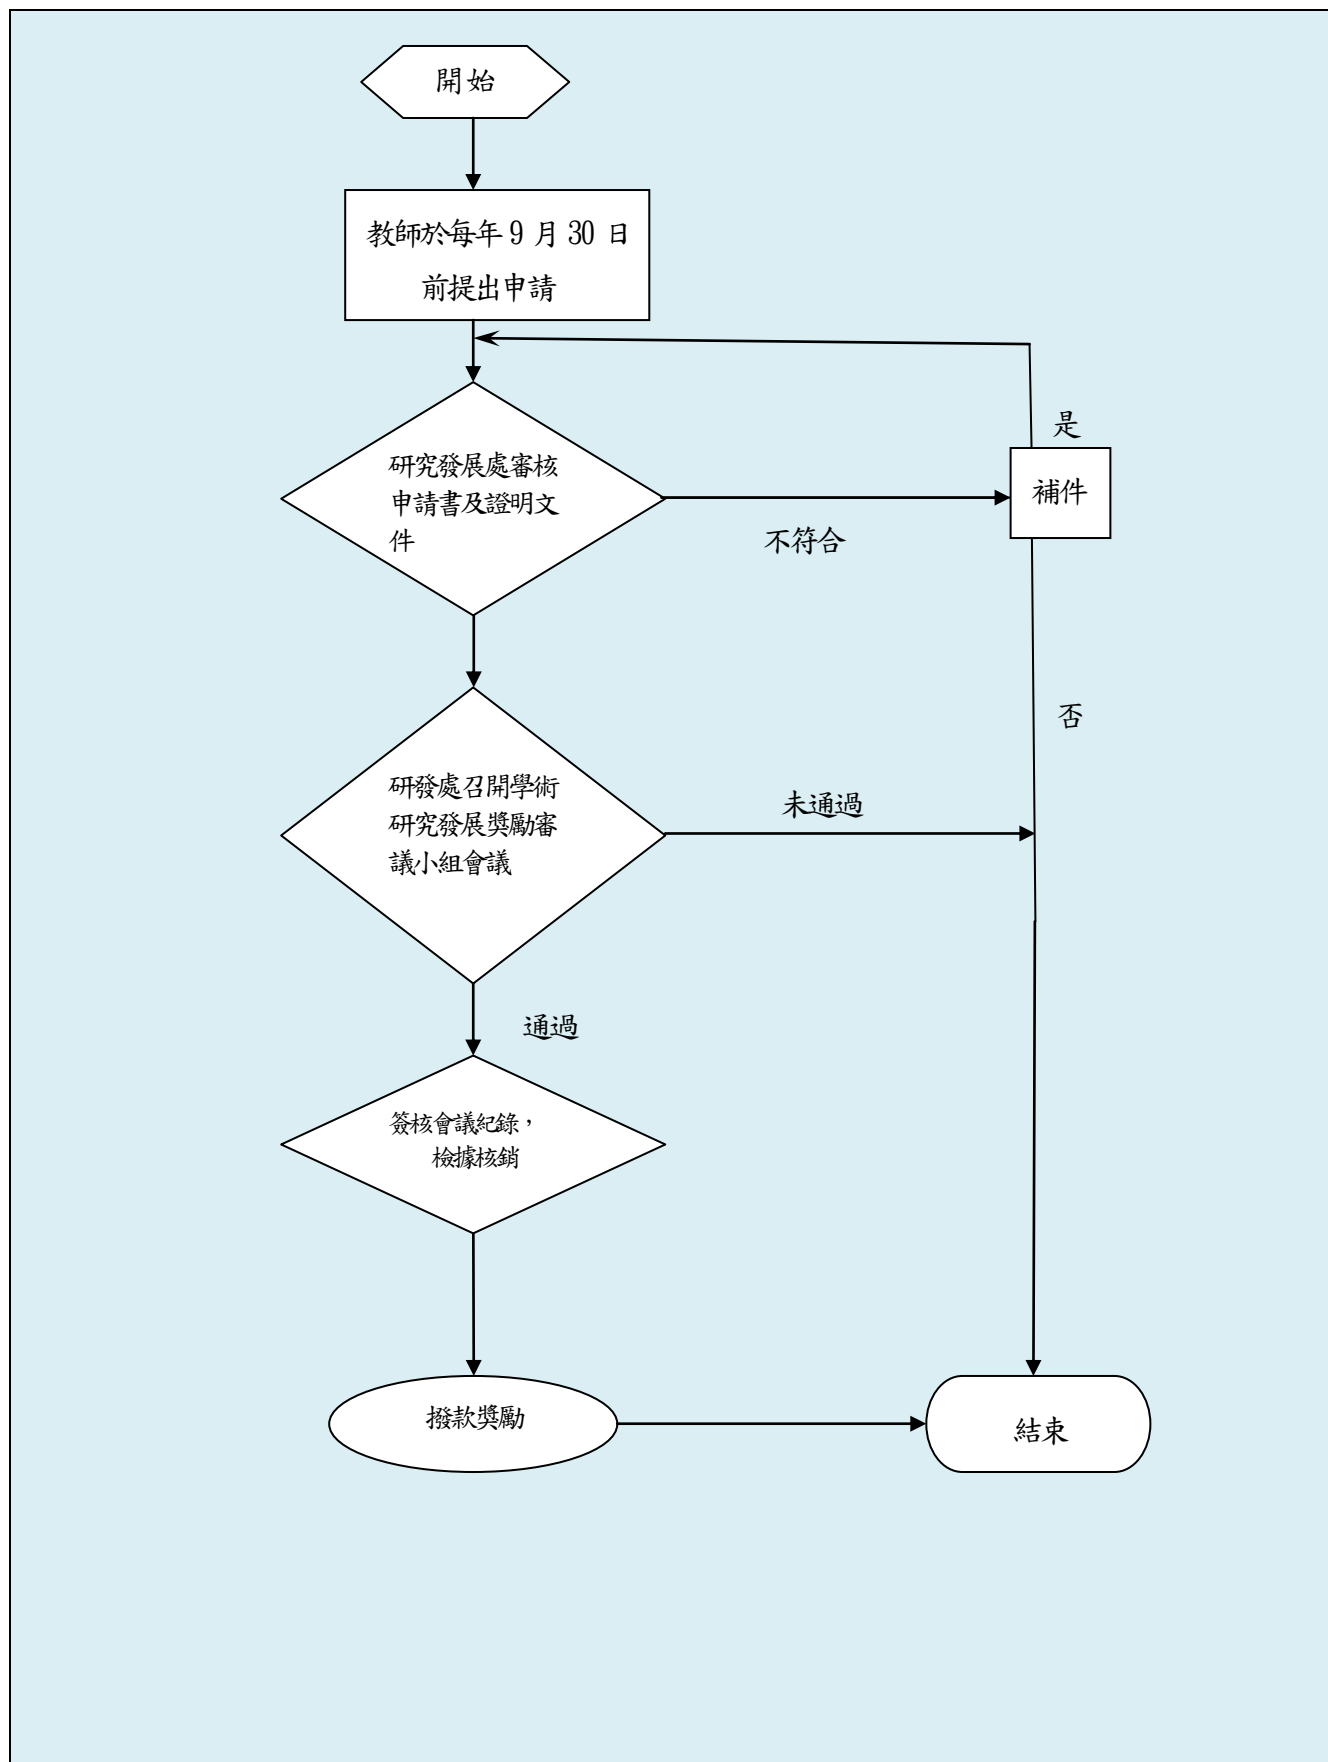 開始
教師於每年 9 月 30 日
前提出申請
是
研究發展處審核
申請書及證明文
件
補件
不符合
否
研發處召開學術
研究發展獎勵審
議小組會議
未通過
通過
簽核會議紀錄，
檢據核銷
撥款獎勵
結束